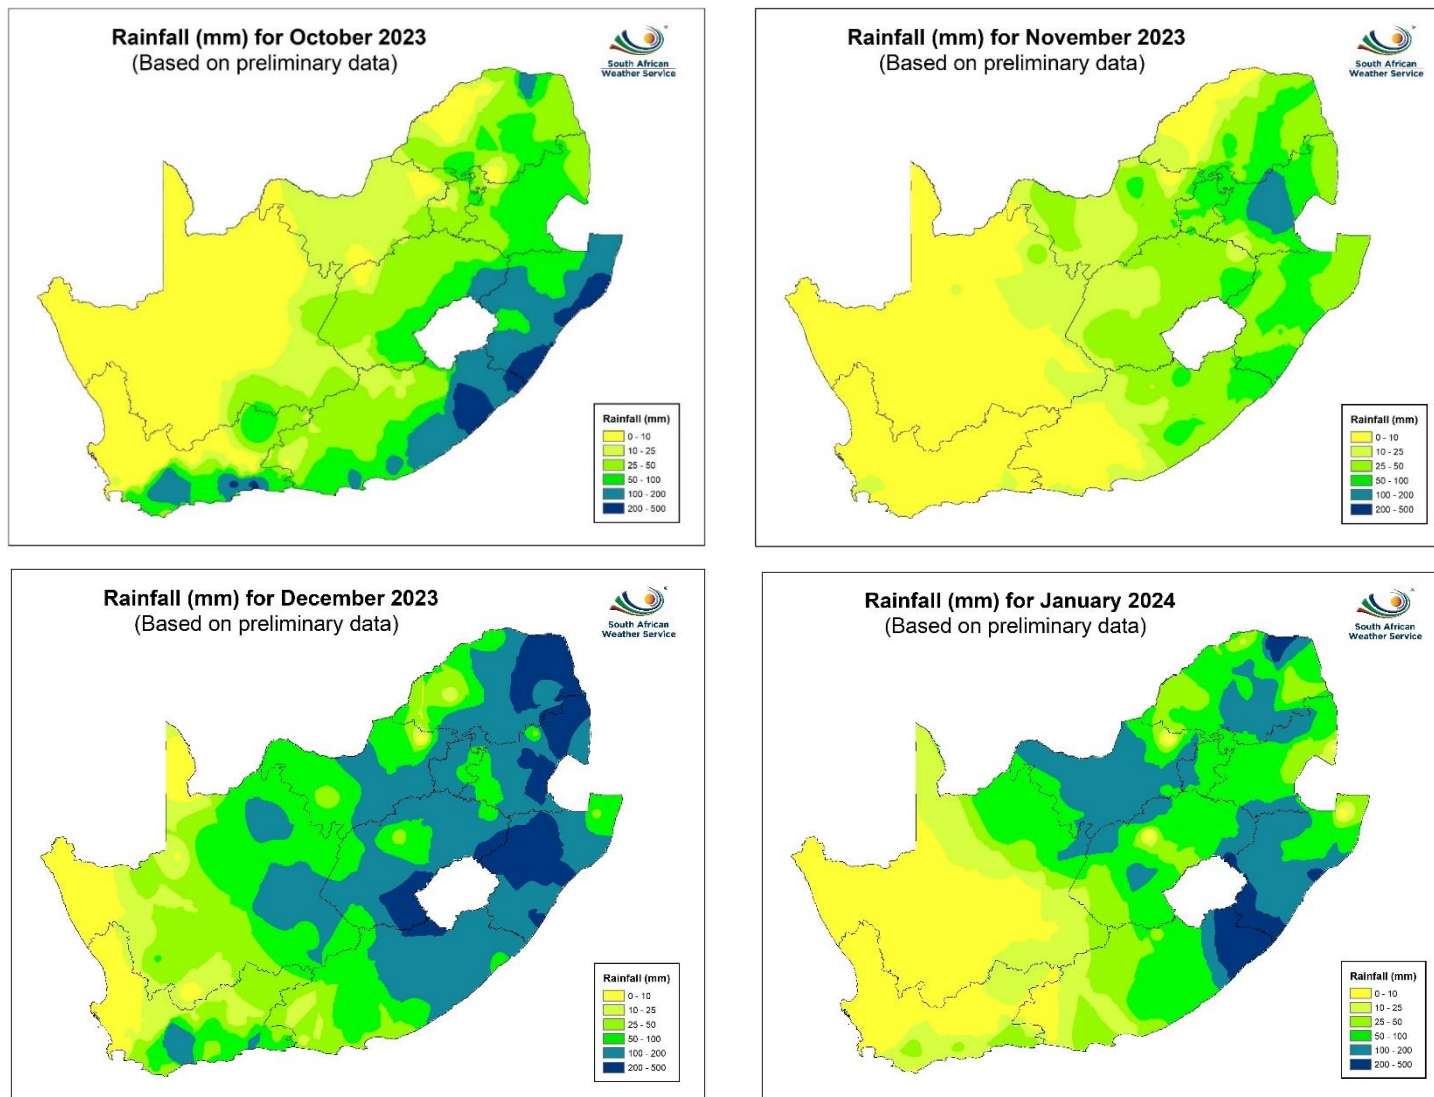 Rainfall (mm) for October 2023
(Based on preliminary data)
South African
Weather Service
Rainfall (mm)
0 - 10
10 - 25
25 - 50
50 - 100
100 - 200
200 - 500
Rainfall (mm) for November 2023
(Based on preliminary data)
South African
Weather Service
Rainfall (mm)
0 - 10
10 - 25
25 - 50
50 - 100
100 - 200
200 - 500
Rainfall (mm) for December 2023
(Based on preliminary data)
South African
Weather Service
Rainfall (mm)
0 - 10
10 - 25
25 - 50
50 - 100
100 - 200
200 - 500
Rainfall (mm) for January 2024
(Based on preliminary data)
South African
Weather Service
Rainfall (mm)
0 - 10
10 - 25
25 - 50
50 - 100
100 - 200
200 - 500